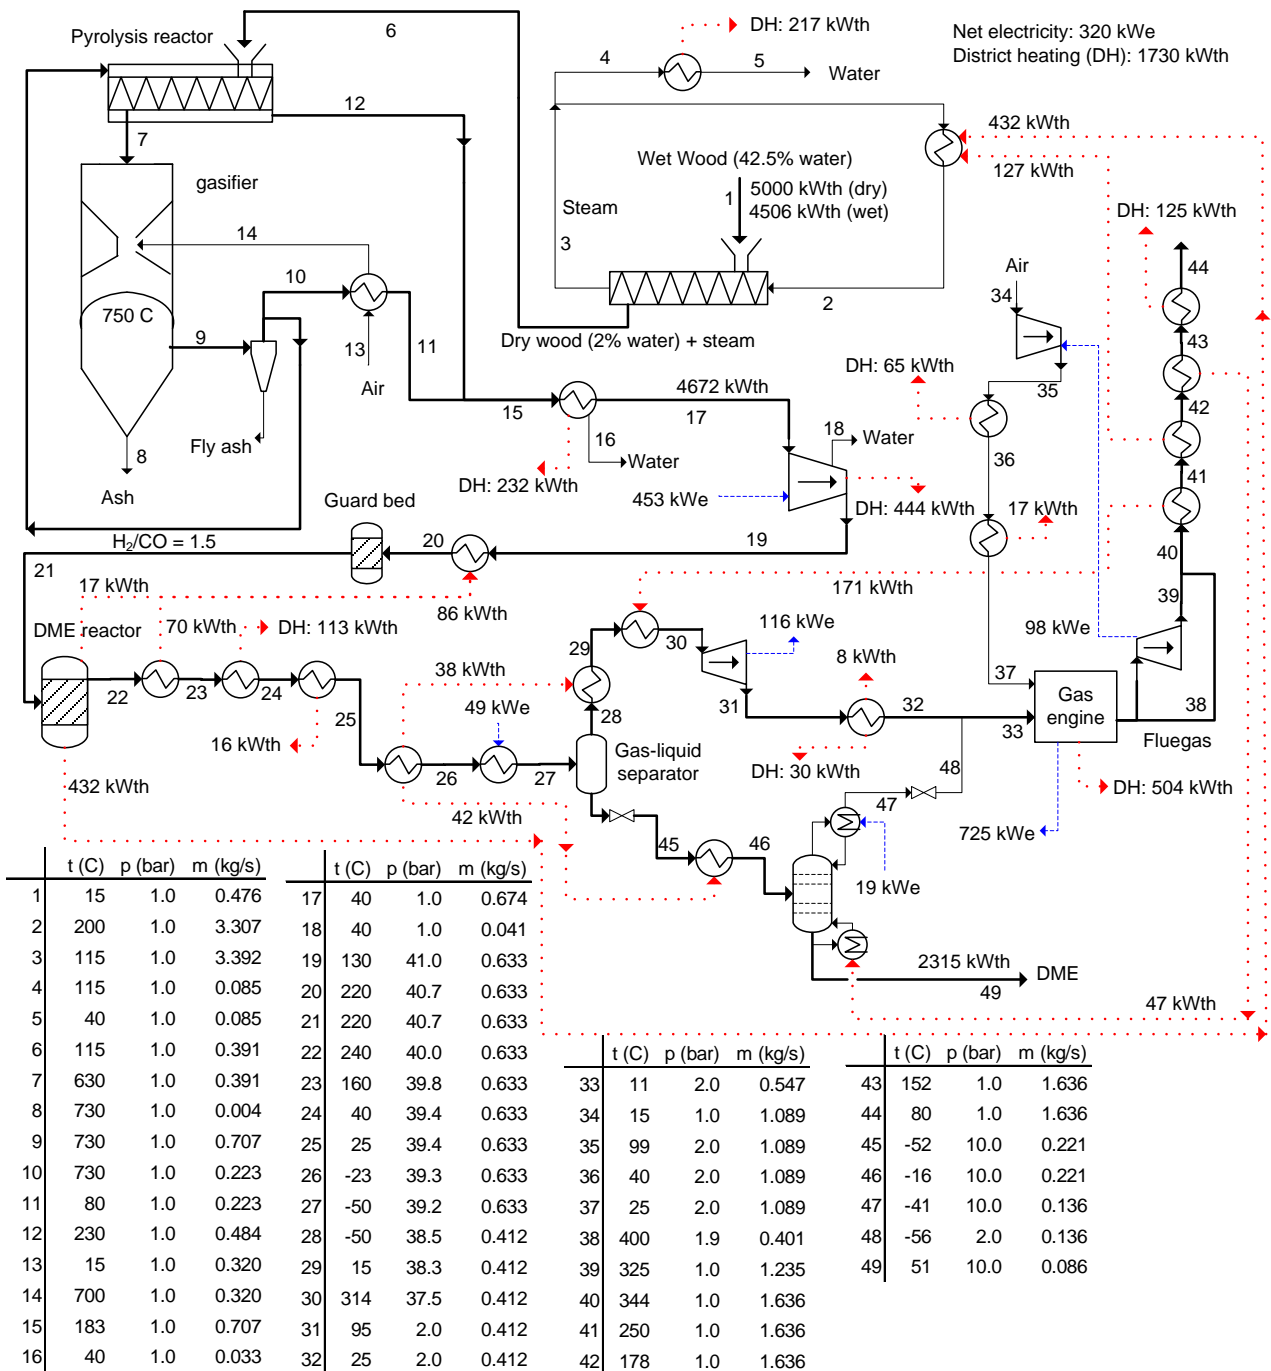 6
DH: 217 kWth
Net electricity: 320 kWe
District heating (DH): 1730 kWth
Pyrolysis reactor
4
5
Water
12
432 kWth
7
Wet Wood (42.5% water)
127 kWth
gasifier
5000 kWth (dry)
4506 kWth (wet)
1
Steam
DH: 125 kWth
14
3
44
Air
10
34
2
750 C
9
13
11
Dry wood (2% water) + steam
43
Air
DH: 65 kWth
35
4672 kWth
15
17
42
8
Fly ash
16
18
Water
36
Water
Ash
DH: 232 kWth
41
453 kWe
DH: 444 kWth
17 kWth
Guard bed
H2/CO = 1.5
20
19
40
21
17 kWth
86 kWth
171 kWth
39
DME reactor
70 kWth
DH: 113 kWth
116 kWe
98 kWe
29
30
38 kWth
8 kWth
22
23
24
37
28
31
32
Gas
engine
38
25
49 kWe
33
16 kWth
Gas-liquid
separator
Fluegas
26
27
DH: 30 kWth
48
432 kWth
DH: 504 kWth
42 kWth
47
725 kWe
45
46
19 kWe
t (C) p (bar) m (kg/s)
1 15 1.0 0.476
2 200 1.0 3.307
3 115 1.0 3.392
4 115 1.0 0.085
5 40 1.0 0.085
6 115 1.0 0.391
7 630 1.0 0.391
8 730 1.0 0.004
9 730 1.0 0.707
10 730 1.0 0.223
11 80 1.0 0.223
12 230 1.0 0.484
13 15 1.0 0.320
14 700 1.0 0.320
15 183 1.0 0.707
16 40 1.0 0.033
t (C) p (bar) m (kg/s)
17 40 1.0 0.674
18 40 1.0 0.041
19 130 41.0 0.633
20 220 40.7 0.633
21 220 40.7 0.633
22 240 40.0 0.633
23 160 39.8 0.633
24 40 39.4 0.633
25 25 39.4 0.633
26 -23 39.3 0.633
27 -50 39.2 0.633
28 -50 38.5 0.412
29 15 38.3 0.412
30 314 37.5 0.412
31 95 2.0 0.412
32 25 2.0 0.412
2315 kWth
DME
49
47 kWth
t (C) p (bar) m (kg/s)
33 11 2.0 0.547
34 15 1.0 1.089
35 99 2.0 1.089
36 40 2.0 1.089
37 25 2.0 1.089
38 400 1.9 0.401
39 325 1.0 1.235
40 344 1.0 1.636
41 250 1.0 1.636
42 178 1.0 1.636
t (C) p (bar) m (kg/s)
43 152 1.0 1.636
44 80 1.0 1.636
45 -52 10.0 0.221
46 -16 10.0 0.221
47 -41 10.0 0.136
48 -56 2.0 0.136
49 51 10.0 0.086